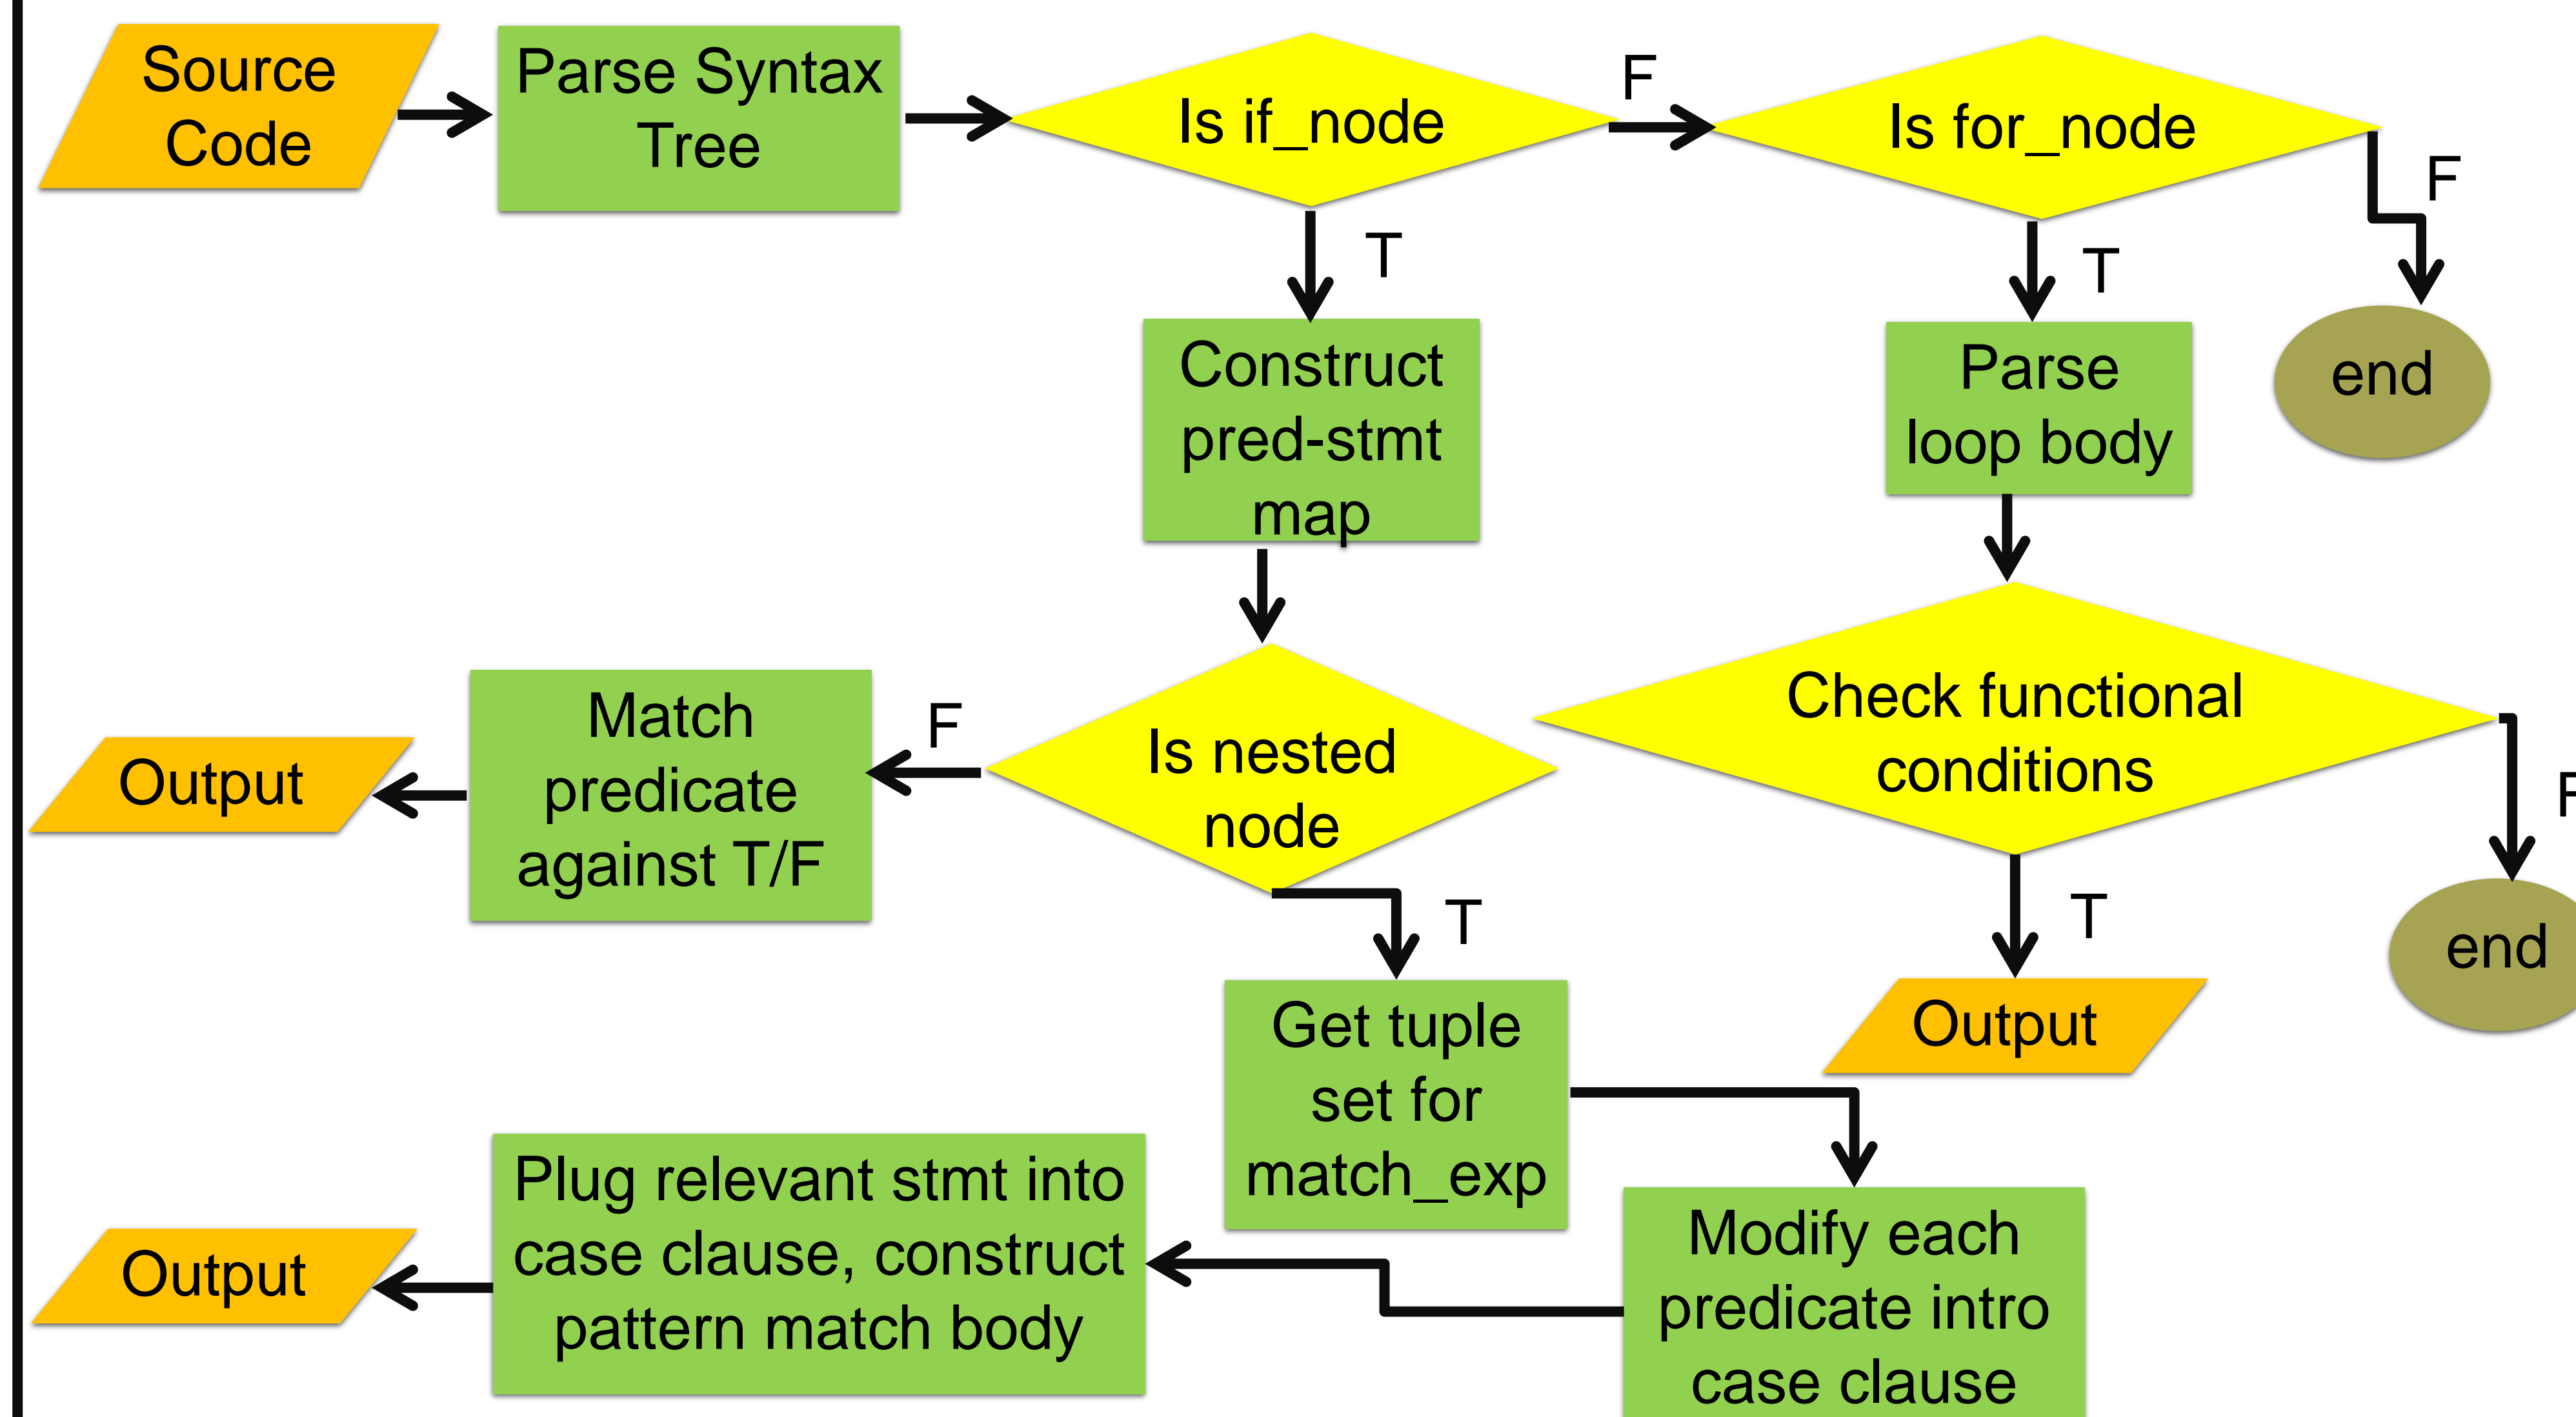 Source
Code
Parse Syntax
Tree
Is if_node
F
Is for_node
F
T
T
Construct
pred-stmt
map
Parse
loop body
end
Output
Match
predicate
against T/F
F
Is nested
node
Check functional
conditions
F
T
T
end
Get tuple
set for
match_exp
Output
Output
Plug relevant stmt into
case clause, construct
pattern match body
Modify each
predicate intro
case clause